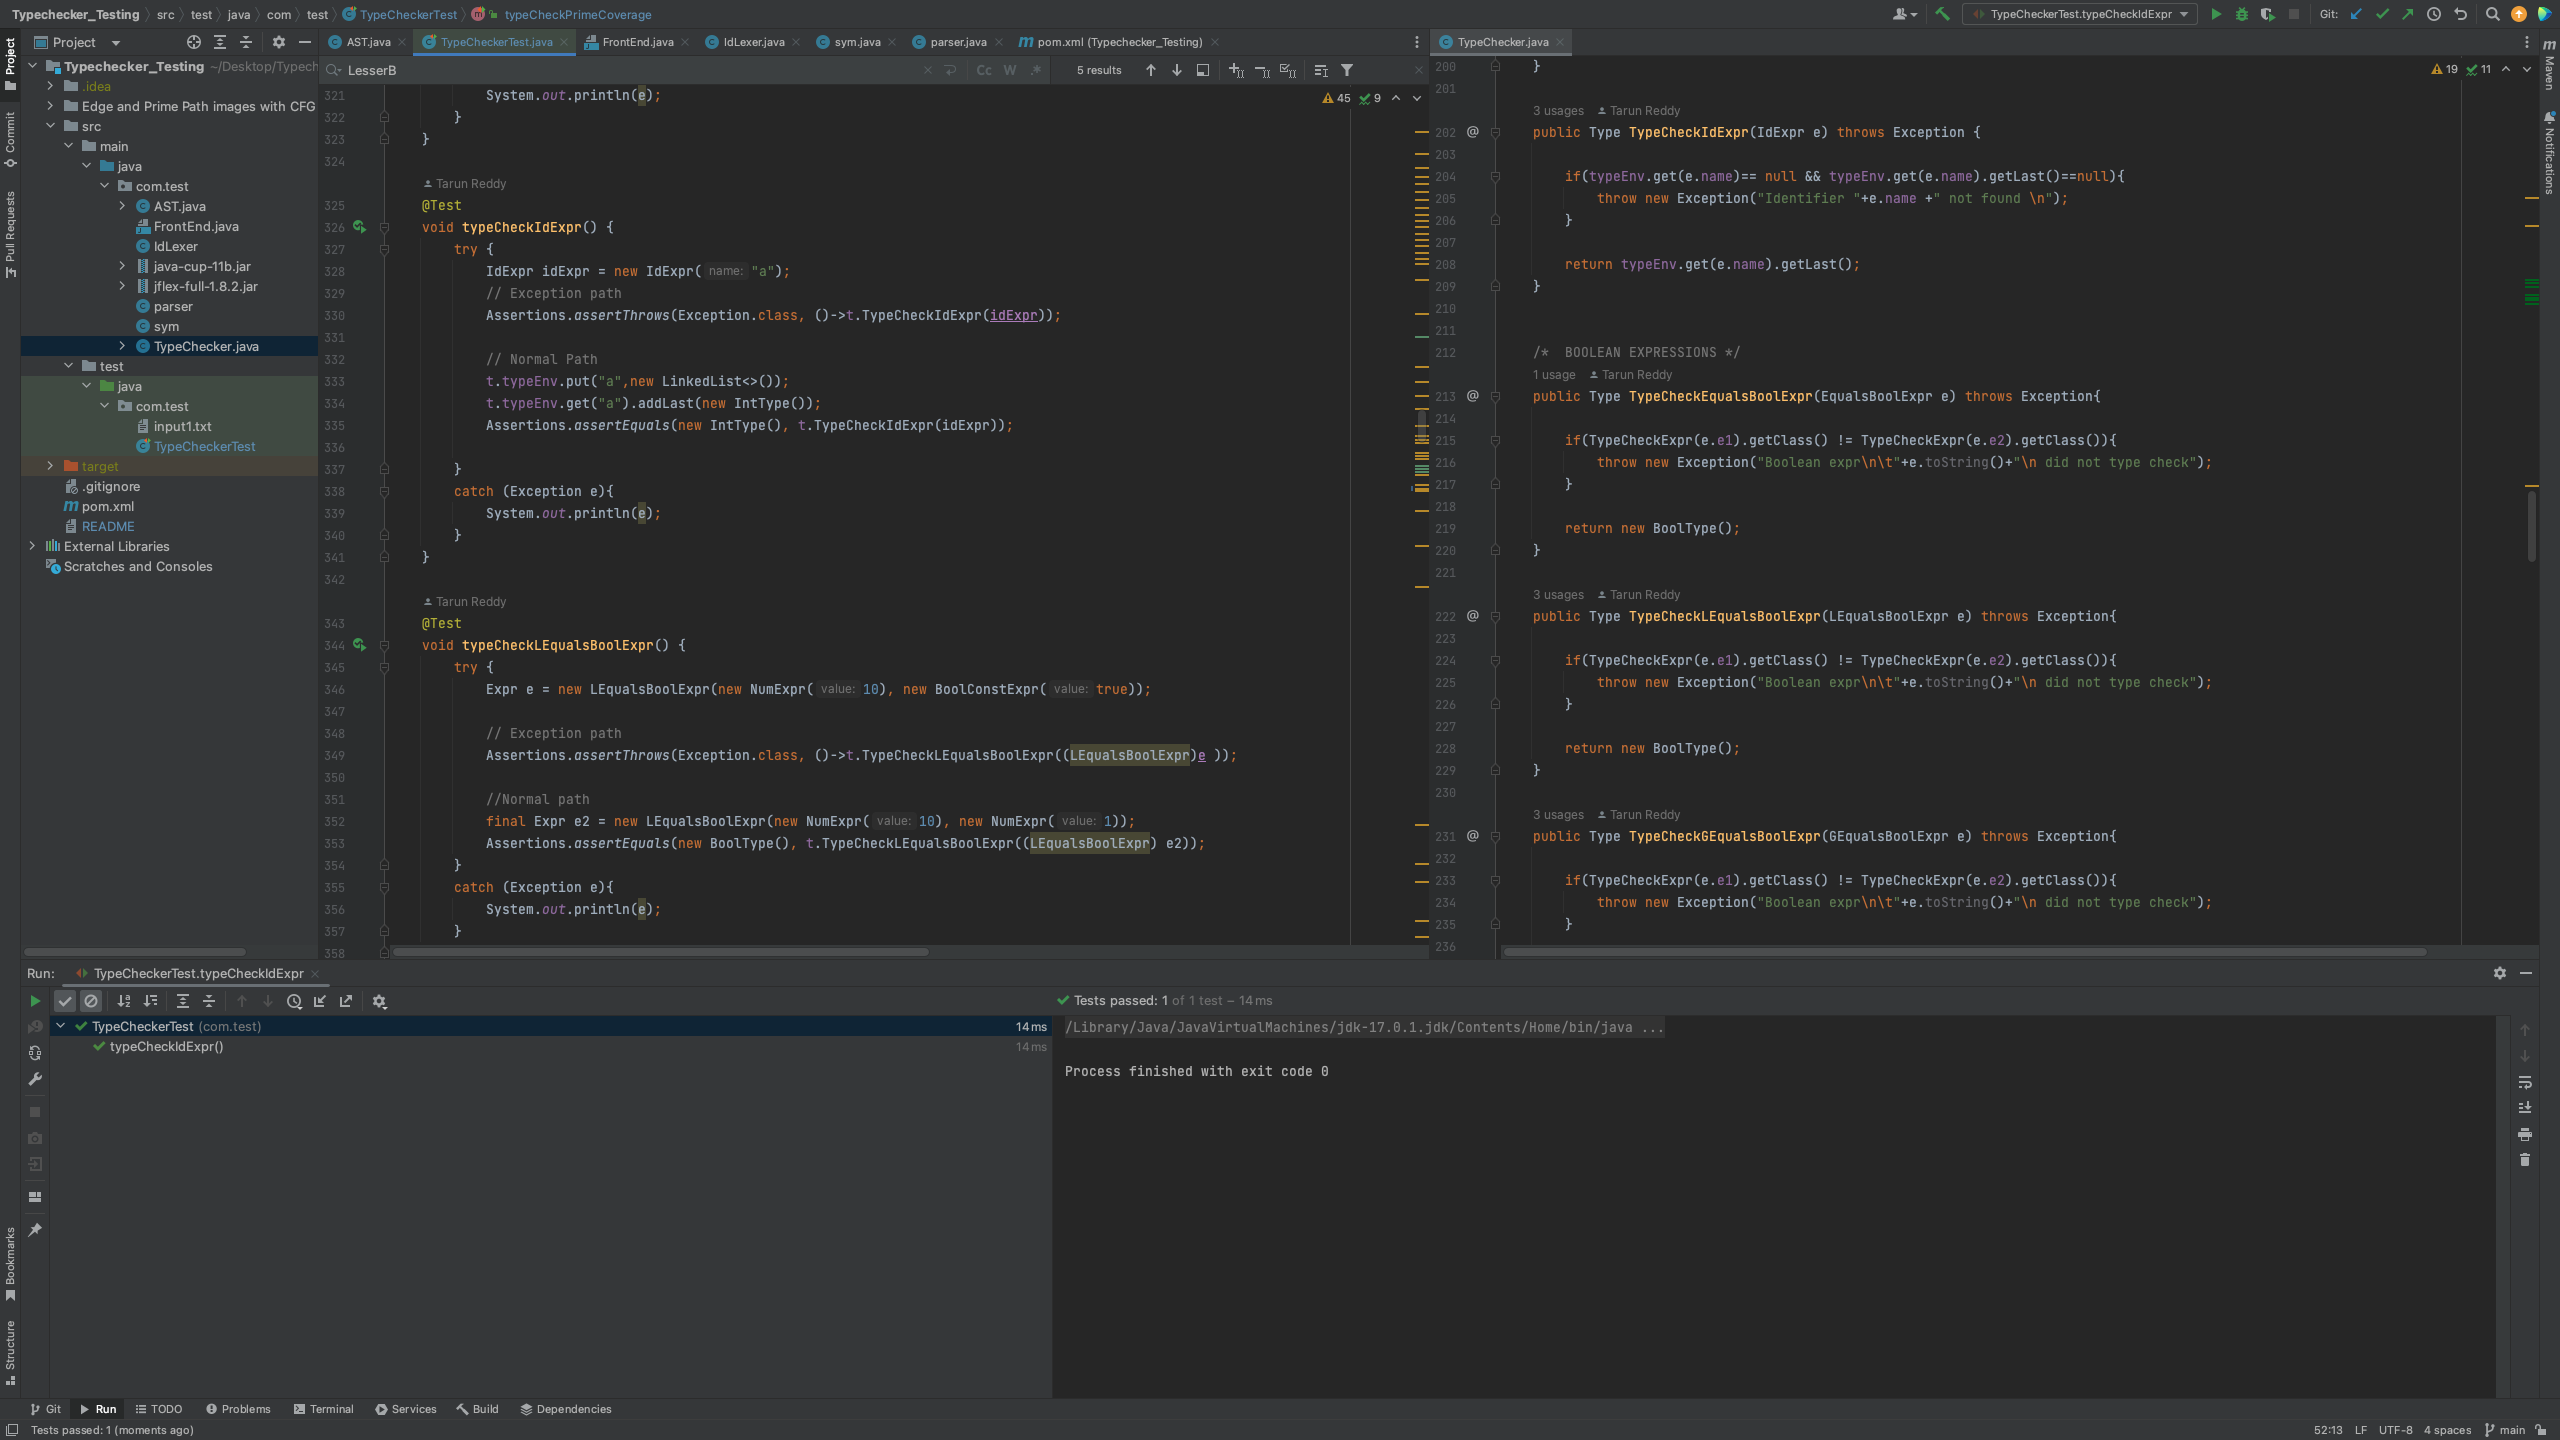 Typechecker_Testing src test java com test TypeCheckerTest typeCheckPrimeCoverage
TypeCheckerTest.typeCheckIdExpr Git:
Project AST.java TypeCheckerTest.java FrontEnd.java IdLexer.java sym.java parser.java pom.xml (Typechecker_Testing) TypeChecker.java
Typechecker_Testing ~/Desktop/Typech
.idea
Edge and Prime Path images with CFG
src
main
java
com.test
AST.java
FrontEnd.java
IdLexer
java-cup-11b.jar
jflex-full-1.8.2.jar
parser
sym
TypeChecker.java
test
java
com.test
input1.txt
TypeCheckerTest
target
.gitignore
pom.xml
README
External Libraries
Scratches and Consoles
Project
Commit
Pull Requests
Bookmarks
Structure
LesserB Cc W .* 5 results
45 9
321 System.out.println(e);
322 }
323 }
324
Tarun Reddy
325 @Test
326 void typeCheckIdExpr() {
327 try {
328 IdExpr idExpr = new IdExpr( name: "a");
329 // Exception path
330 Assertions.assertThrows(Exception.class, ()->t.TypeCheckIdExpr(idExpr));
331
332 // Normal Path
333 t.typeEnv.put("a",new LinkedList<>());
334 t.typeEnv.get("a").addLast(new IntType());
335 Assertions.assertEquals(new IntType(), t.TypeCheckIdExpr(idExpr));
336
337 }
338 catch (Exception e){
339 System.out.println(e);
340 }
341 }
342
Tarun Reddy
343 @Test
344 void typeCheckLEqualsBoolExpr() {
345 try {
346 Expr e = new LEqualsBoolExpr(new NumExpr( value: 10), new BoolConstExpr( value: true));
347
348 // Exception path
349 Assertions.assertThrows(Exception.class, ()->t.TypeCheckLEqualsBoolExpr((LEqualsBoolExpr)e ));
350
351 //Normal path
352 final Expr e2 = new LEqualsBoolExpr(new NumExpr( value: 10), new NumExpr( value: 1));
353 Assertions.assertEquals(new BoolType(), t.TypeCheckLEqualsBoolExpr((LEqualsBoolExpr) e2));
354 }
355 catch (Exception e){
356 System.out.println(e);
357 }
358
19 11
200 }
201
3 usages Tarun Reddy
202 @ public Type TypeCheckIdExpr(IdExpr e) throws Exception {
203
204 if(typeEnv.get(e.name)== null && typeEnv.get(e.name).getLast()==null){
205 throw new Exception("Identifier "+e.name +" not found \n");
206 }
207
208 return typeEnv.get(e.name).getLast();
209 }
210
211
212 /* BOOLEAN EXPRESSIONS */
1 usage Tarun Reddy
213 @ public Type TypeCheckEqualsBoolExpr(EqualsBoolExpr e) throws Exception{
214
215 if(TypeCheckExpr(e.e1).getClass() != TypeCheckExpr(e.e2).getClass()){
216 throw new Exception("Boolean expr\n\t"+e.toString()+"\n did not type check");
217 }
218
219 return new BoolType();
220 }
221
3 usages Tarun Reddy
222 @ public Type TypeCheckLEqualsBoolExpr(LEqualsBoolExpr e) throws Exception{
223
224 if(TypeCheckExpr(e.e1).getClass() != TypeCheckExpr(e.e2).getClass()){
225 throw new Exception("Boolean expr\n\t"+e.toString()+"\n did not type check");
226 }
227
228 return new BoolType();
229 }
230
3 usages Tarun Reddy
231 @ public Type TypeCheckGEqualsBoolExpr(GEqualsBoolExpr e) throws Exception{
232
233 if(TypeCheckExpr(e.e1).getClass() != TypeCheckExpr(e.e2).getClass()){
234 throw new Exception("Boolean expr\n\t"+e.toString()+"\n did not type check");
235 }
236
m Maven
Notifications
Run: TypeCheckerTest.typeCheckIdExpr
Tests passed: 1 of 1 test – 14 ms
TypeCheckerTest (com.test) 14 ms
typeCheckIdExpr() 14 ms
/Library/Java/JavaVirtualMachines/jdk-17.0.1.jdk/Contents/Home/bin/java ...
Process finished with exit code 0
Git Run TODO Problems Terminal Services Build Dependencies
Tests passed: 1 (moments ago) 52:13 LF UTF-8 4 spaces main